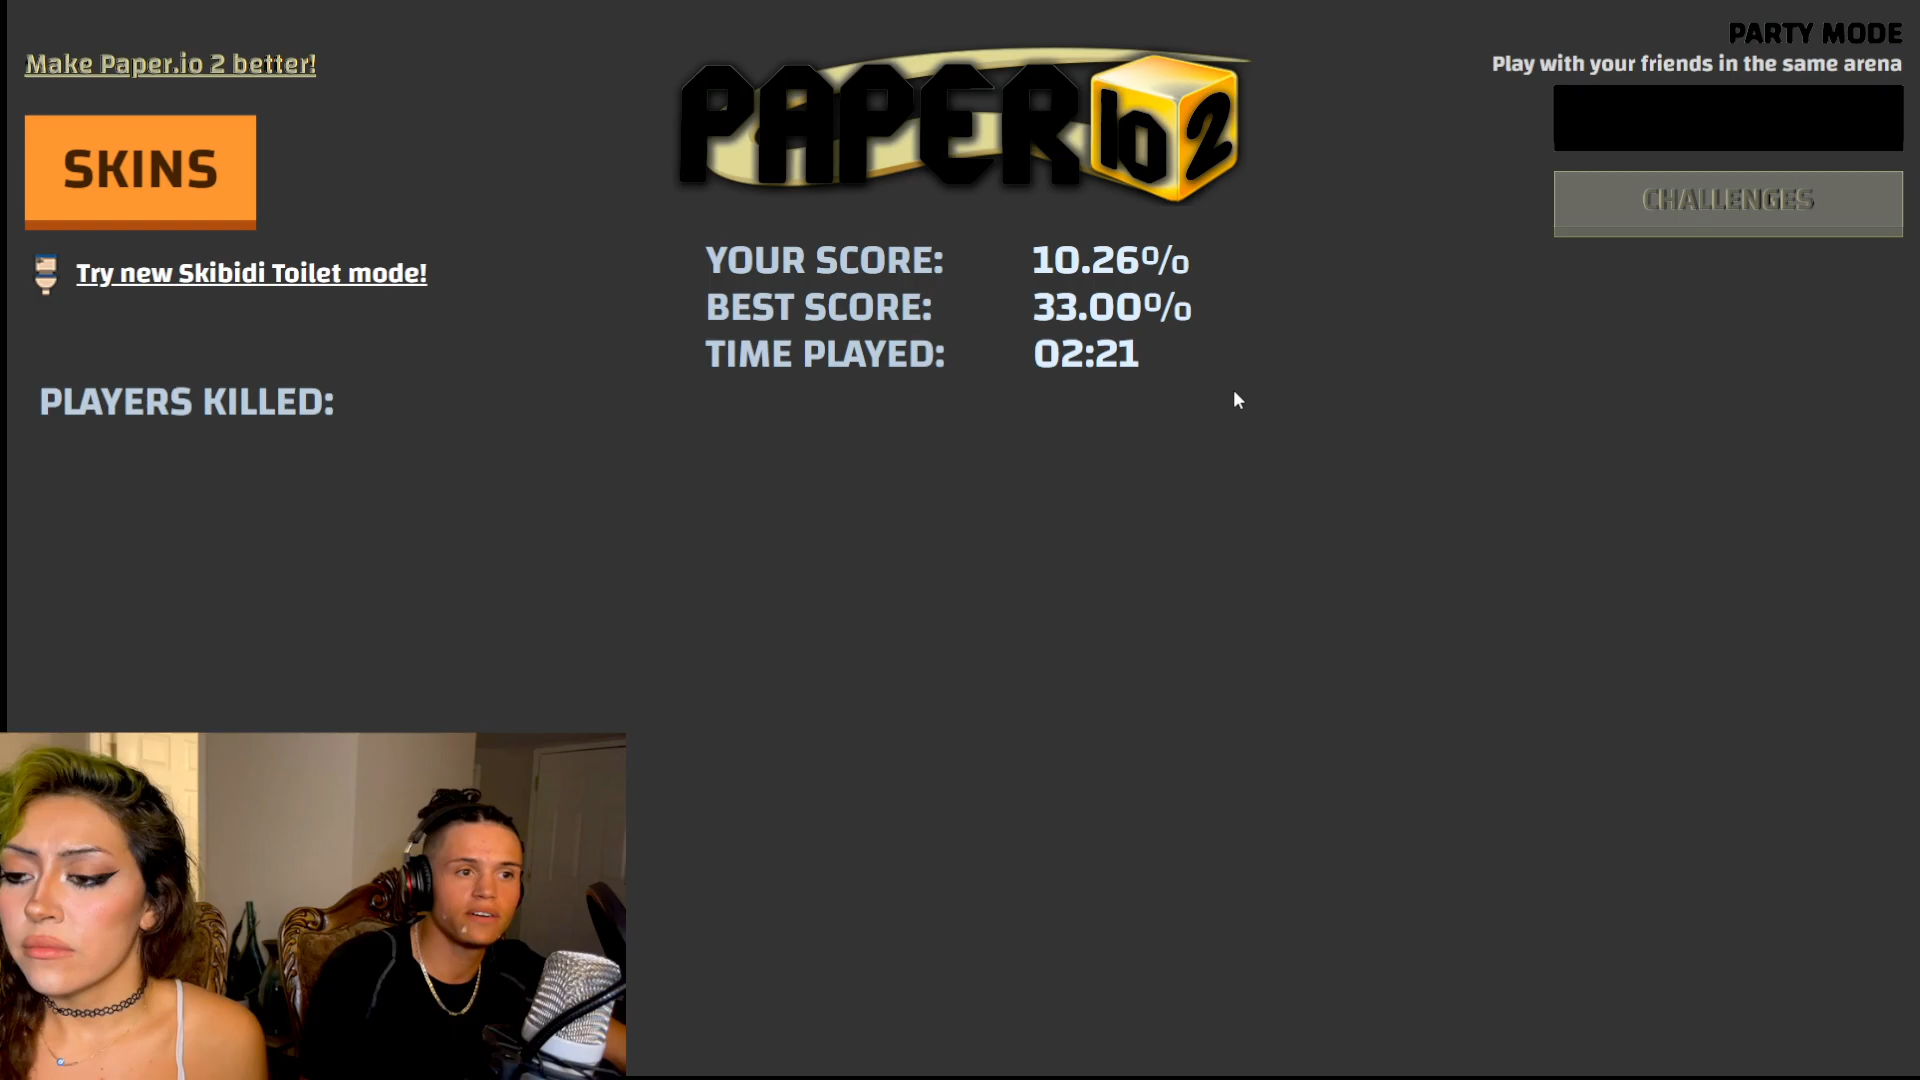 Make Paper.io 2 better!
SKINS
Try new Skibidi Toilet mode!
PLAYERS KILLED:
PAPER io 2
YOUR SCORE: 10.26%
BEST SCORE: 33.00%
TIME PLAYED: 02:21
PARTY MODE
Play with your friends in the same arena
CHALLENGES